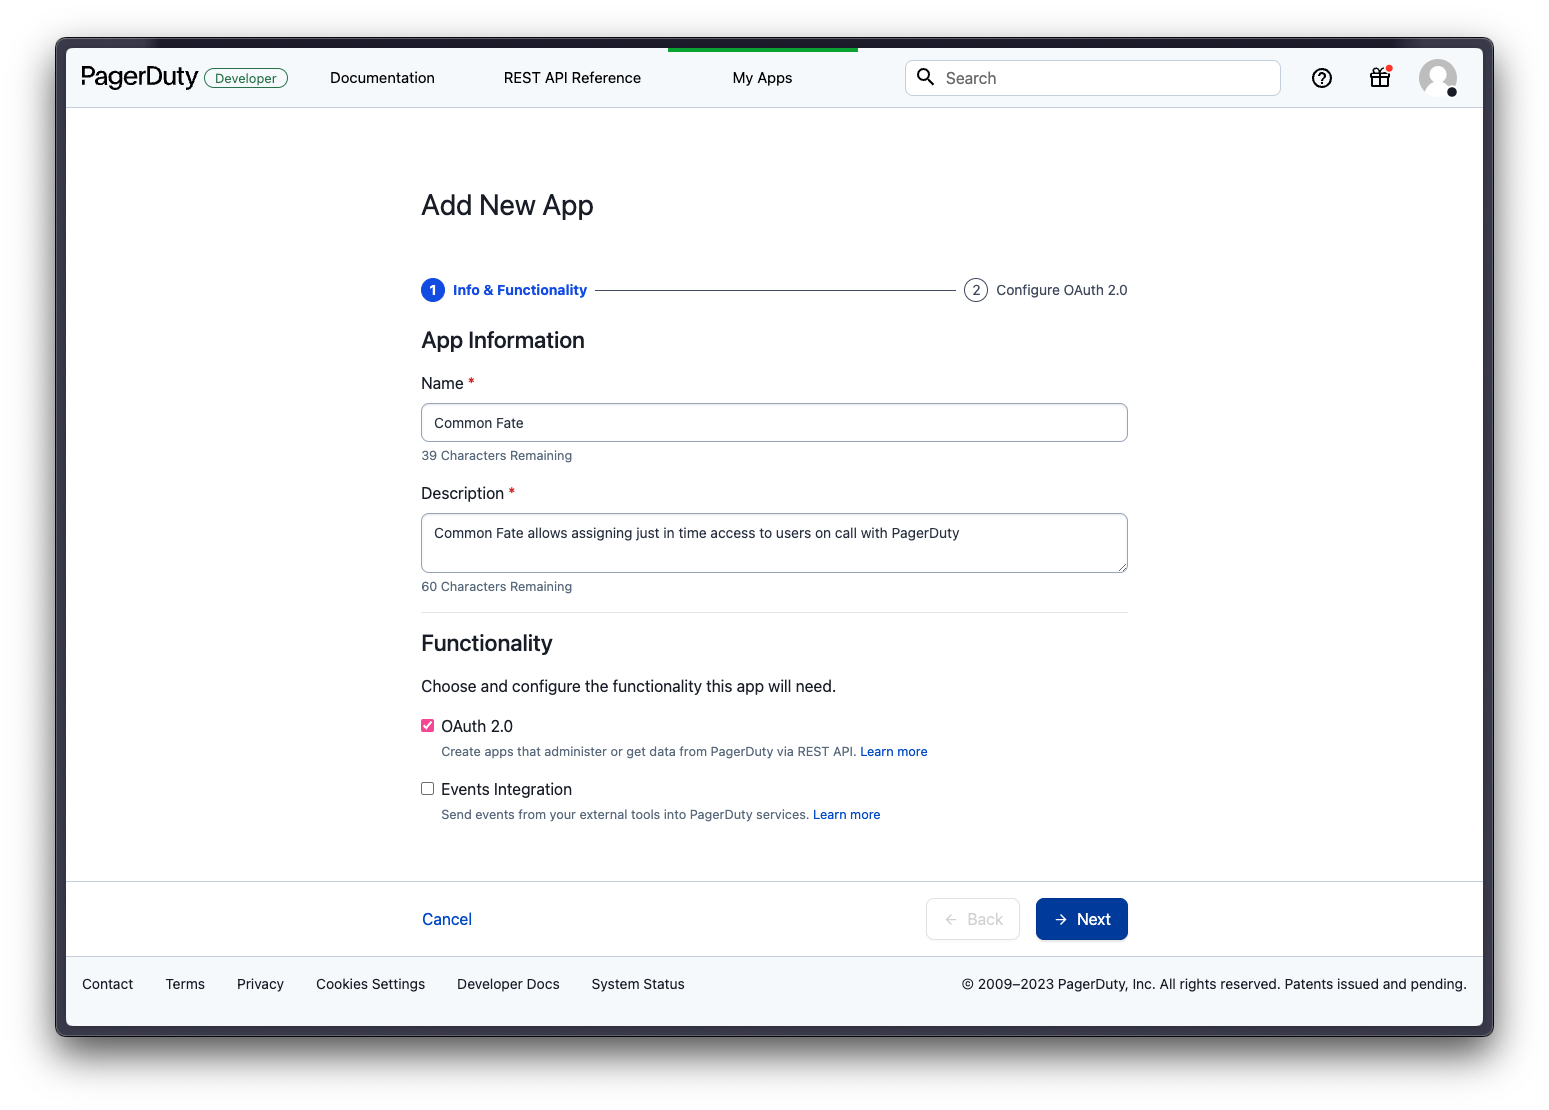 PagerDuty Developer Documentation REST API Reference My Apps Search
Add New App
1 Info & Functionality 2 Configure OAuth 2.0
App Information
Name *
Common Fate
39 Characters Remaining
Description *
Common Fate allows assigning just in time access to users on call with PagerDuty
60 Characters Remaining
Functionality
Choose and configure the functionality this app will need.
OAuth 2.0
Create apps that administer or get data from PagerDuty via REST API. Learn more
Events Integration
Send events from your external tools into PagerDuty services. Learn more
Cancel Back Next
Contact Terms Privacy Cookies Settings Developer Docs System Status © 2009–2023 PagerDuty, Inc. All rights reserved. Patents issued and pending.